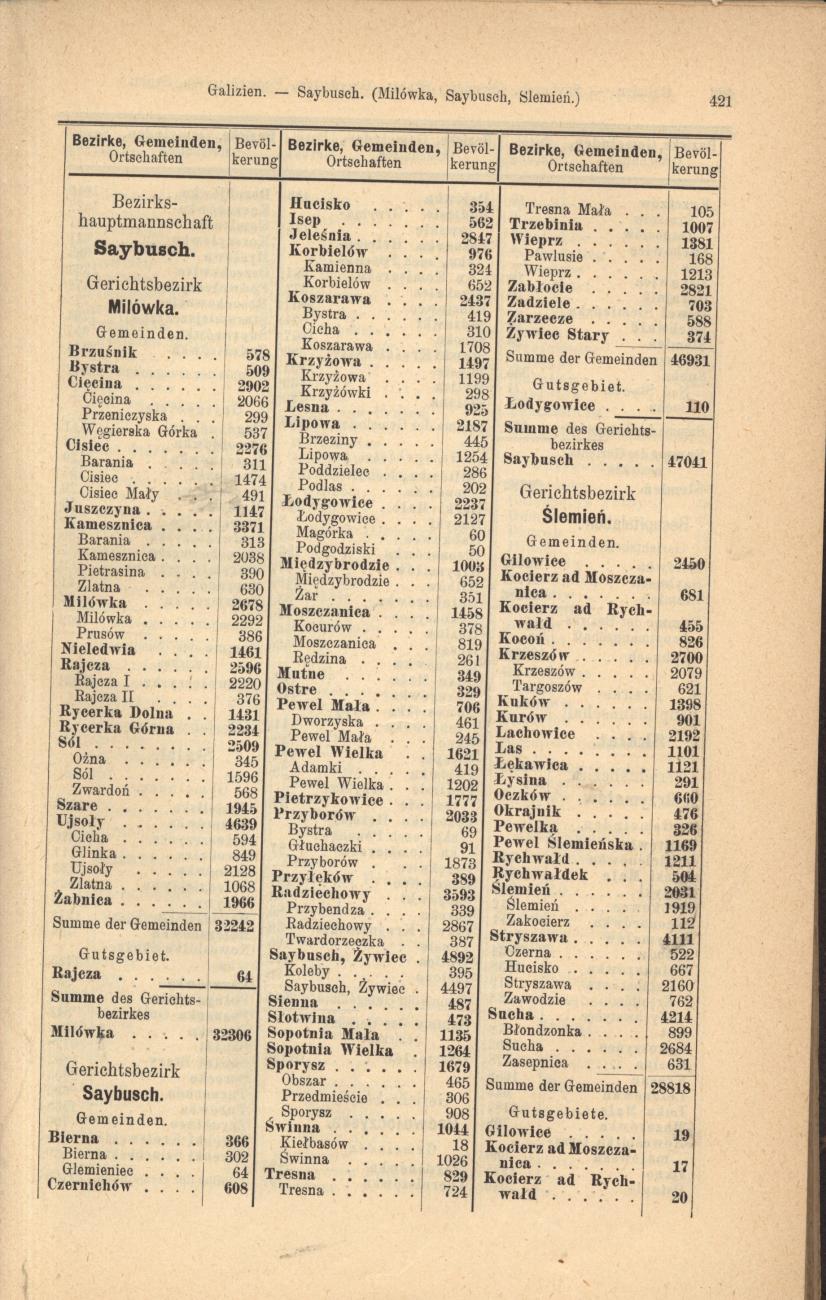 Galizien. — Saybusch. (Milówka, Saybusch, Slemień.)
421
Bezirke, Gemeinden, Ortschaften
Bevölkerung
Bezirks-
hauptmannschaft
Saybusch.
Gerichtsbezirk
Milówka.
Gemeinden.
Brzuśnik . . . . 578
Bystra . . . . . . 509
Cięcina . . . . . . 2902
Cięcina . . . . . 2066
Przeniczyska . . . 299
Węgierska Górka . 537
Cisiec . . . . . . . 2276
Barania . . . . . 311
Cisiec . . . . . . 1474
Cisiec Mały . . . 491
Juszczyna . . . . . 1147
Kamesznica . . . . 3371
Barania . . . . . 313
Kamesznica . . . . 2038
Pietrasina . . . . 390
Zlatna . . . . . 630
Milówka . . . . . 2678
Milówka . . . . . 2292
Prusów . . . . . 386
Nieledwia . . . . 1461
Rajcza . . . . . . 2596
Rajcza I . . . . . 2220
Rajcza II . . . . 376
Rycerka Dolna . . 1431
Rycerka Górna . . 2234
Sól . . . . . . . . 2509
Ożna . . . . . . 345
Sól . . . . . . 1596
Zwardoń . . . . . 568
Szare . . . . . . . 1945
Ujsoły . . . . . . 4639
Cicha . . . . . . 594
Glinka . . . . . . 849
Ujsoły . . . . . 2128
Zlatna . . . . . . 1068
Żabnica . . . . . . 1966
Summe der Gemeinden 32242
Gutsgebiet.
Rajcza . . . . . . 64
Summe des Gerichts-
bezirkes
Milówka . . . . . 32306
Gerichtsbezirk
Saybusch.
Gemeinden.
Bierna . . . . . . 366
Bierna . . . . . . 302
Glemieniec . . . . 64
Czernichów . . . . 608
Bezirke, Gemeinden, Ortschaften
Bevölkerung
Hucisko . . . . . 354
Isep . . . . . . . 562
Jeleśnia . . . . . . 2847
Korbielów . . . . 976
Kamienna . . . . 324
Korbielów . . . . 652
Koszarawa . . . . 2437
Bystra . . . . . . 419
Cicha . . . . . . 310
Koszarawa . . . . 1708
Krzyżowa . . . . . 1497
Krzyżowa . . . . 1199
Krzyżówki . . . . 298
Lesna . . . . . . . 925
Lipowa . . . . . . 2187
Brzeziny . . . . . 445
Lipowa . . . . . 1254
Poddzielec . . . . 286
Podlas . . . . . . 202
Łodygowice . . . . 2237
Łodygowice . . . . 2127
Magórka . . . . . 60
Podgodziski . . . 50
Międzybrodzie . . . 1003
Międzybrodzie . . . 652
Żar . . . . . . . 351
Moszczanica . . . . 1458
Kocurów . . . . . 378
Moszczanica . . . 819
Rędzina . . . . . 261
Mutne . . . . . . 349
Ostre . . . . . . . 329
Pewel Mała . . . . 706
Dworzyska . . . . 461
Pewel Mała . . . 245
Pewel Wielka . . . 1621
Adamki . . . . . 419
Pewel Wielka . . . 1202
Pietrzykowice . . . 1777
Przyborów . . . . 2033
Bystra . . . . . 69
Głuchaczki . . . . 91
Przyborów . . . . 1873
Przyłęków . . . . 389
Radziechowy . . . 3593
Przybendza . . . . 339
Radziechowy . . . 2867
Twardorzeczka . . 387
Saybusch, Żywiec . 4892
Koleby . . . . . 395
Saybusch, Żywiec . 4497
Sienna . . . . . . 487
Slotwina . . . . . 473
Sopotnia Mala . . 1135
Sopotnia Wielka . 1264
Sporysz . . . . . . 1679
Obszar . . . . . . 465
Przedmieście . . . 306
Sporysz . . . . . 908
Świnna . . . . . . 1044
Kiełbasów . . . . 18
Świnna . . . . . 1026
Tresna . . . . . . 829
Tresna . . . . . . 724
Bezirke, Gemeinden, Ortschaften
Bevölkerung
Tresna Mała . . . 105
Trzebinia . . . . . 1007
Wieprz . . . . . . 1381
Pawlusie . . . . . 168
Wieprz . . . . . . 1213
Zabłocie . . . . . 2821
Zadziele . . . . . . 703
Zarzecze . . . . . 588
Żywiec Stary . . . 374
Summe der Gemeinden 46931
Gutsgebiet.
Łodygowice . . . . 110
Summe des Gerichts-
bezirkes
Saybusch . . . . . 47041
Gerichtsbezirk
Ślemień.
Gemeinden.
Gilowice . . . . . 2450
Kocierz ad Moszcza-
nica . . . . . . . 681
Kocierz ad Rych-
wałd . . . . . . 455
Kocoń . . . . . . . 826
Krzeszów . . . . . 2700
Krzeszów . . . . . 2079
Targoszów . . . . 621
Kuków . . . . . . 1398
Kurów . . . . . . 901
Lachowice . . . . 2192
Las . . . . . . . . 1101
Łękawica . . . . . 1121
Łysina . . . . . . 291
Oczków . . . . . . 660
Okrajnik . . . . . 476
Pewelka . . . . . 326
Pewel Ślemieńska . 1169
Rychwałd . . . . . 1211
Rychwałdek . . . 504
Ślemień . . . . . . 2031
Ślemień . . . . . 1919
Zakocierz . . . . 112
Stryszawa . . . . . 4111
Czerna . . . . . . 522
Hucisko . . . . . 667
Stryszawa . . . . 2160
Zawodzie . . . . 762
Sucha . . . . . . . 4214
Błondzonka . . . . 899
Sucha . . . . . . 2684
Zasepnica . . . . 631
Summe der Gemeinden 28818
Gutsgebiete.
Gilowice . . . . . 19
Kocierz ad Moszcza-
nica . . . . . . . 17
Kocierz ad Rych-
wałd . . . . . . 20